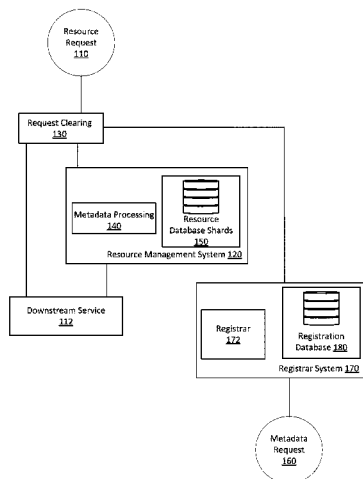 Resource
Request
110
Request Clearing
130
Metadata Processing
140
Resource
Database Shards
150
Resource Management System 120
Downstream Service
112
Registrar
172
Registration
Database 180
Registrar System 170
Metadata
Request
160